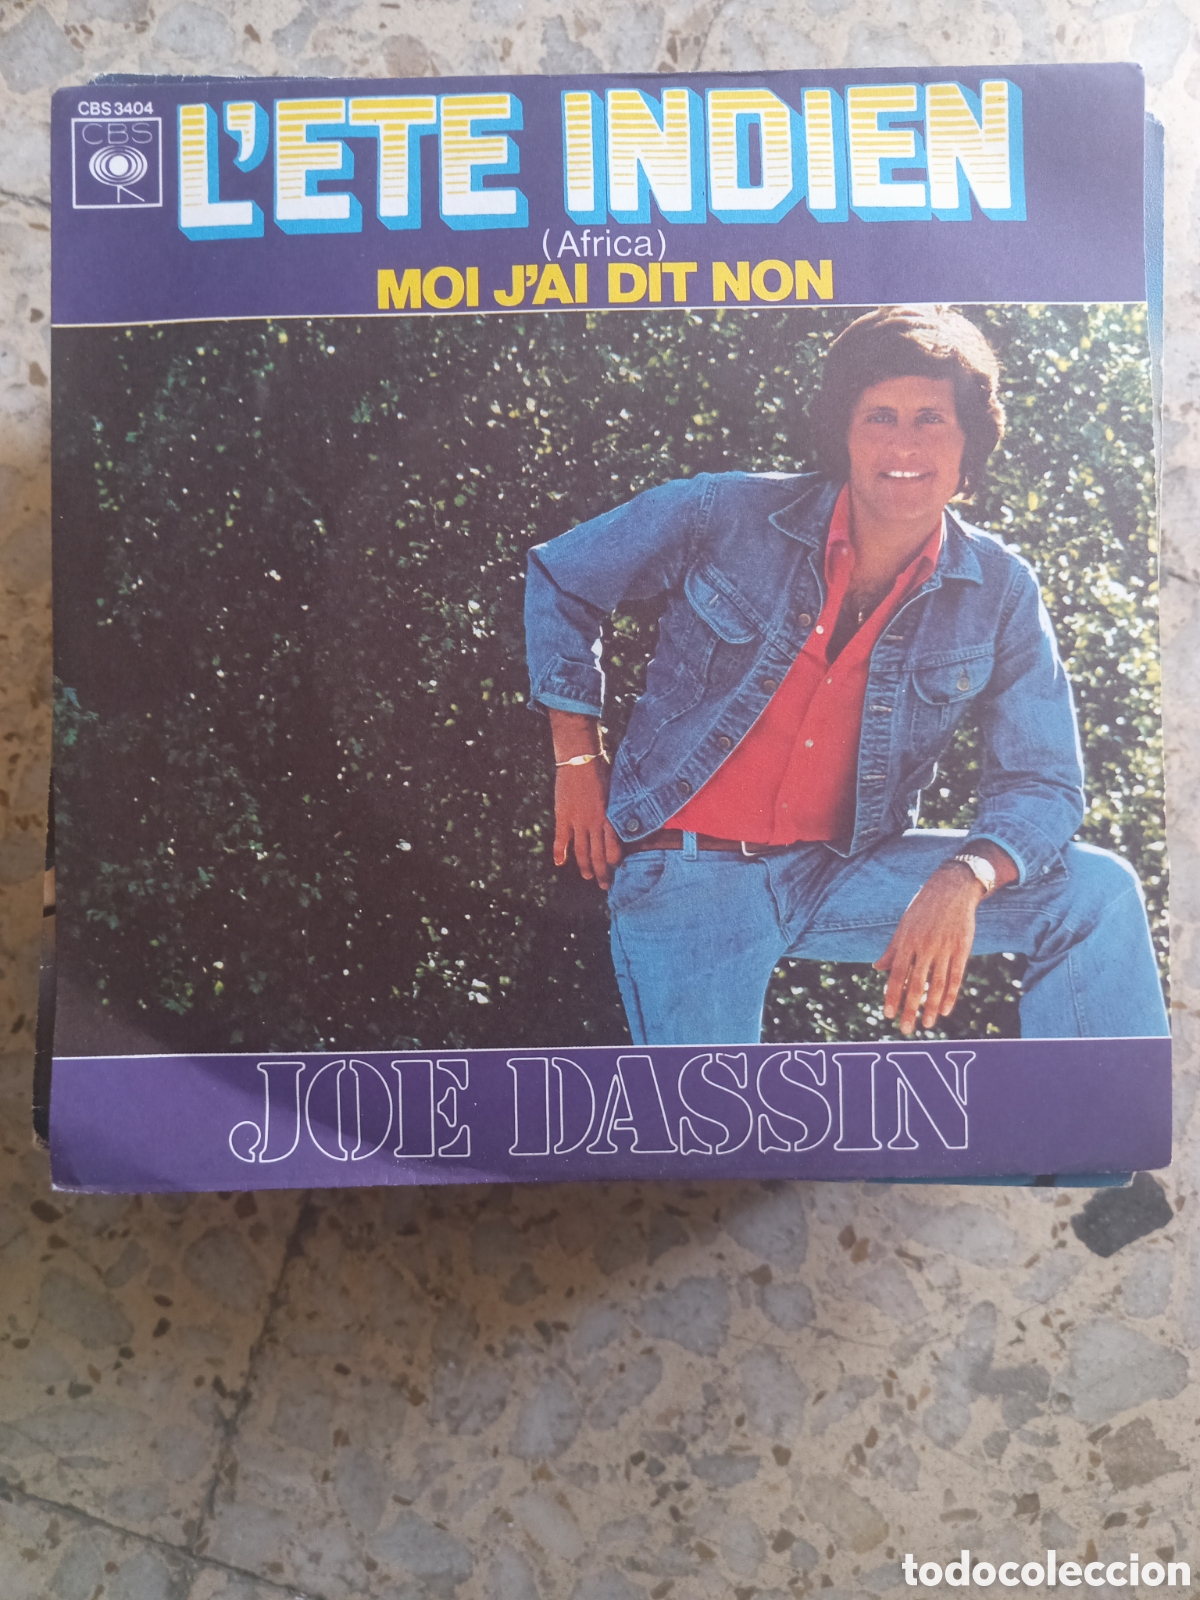 CBS 3404
CBS
R
L'ETE INDIEN
(Africa)
MOI J'AI DIT NON
JOE DASSIN
todocoleccion